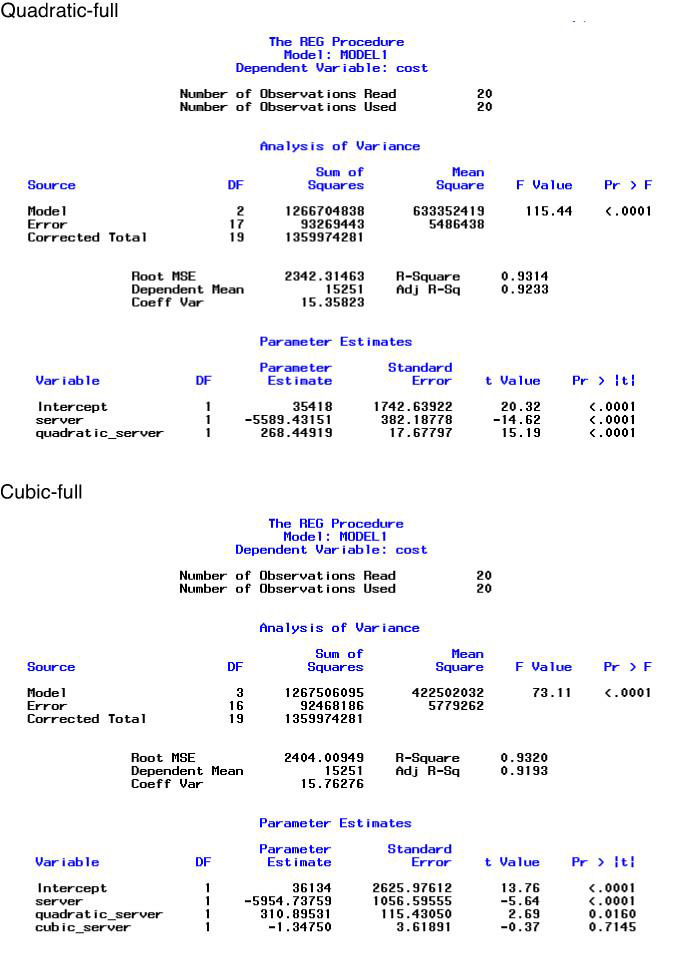 Quadratic-full
The REG Procedure
Model: MODEL1
Dependent Variable: cost
Number of Observations Read 20
Number of Observations Used 20
Analysis of Variance
Sum of Mean
Source DF Squares Square F Value Pr > F
Model 2 1266704838 633352419 115.44 <.0001
Error 17 93269443 5486438
Corrected Total 19 1359974281
Root MSE 2342.31463 R-Square 0.9314
Dependent Mean 15251 Adj R-Sq 0.9233
Coeff Var 15.35823
Parameter Estimates
Parameter Standard
Variable DF Estimate Error t Value Pr > |t|
Intercept 1 35418 1742.63922 20.32 <.0001
server 1 -5589.43151 382.18778 -14.62 <.0001
quadratic_server 1 268.44919 17.67797 15.19 <.0001
Cubic-full
The REG Procedure
Model: MODEL1
Dependent Variable: cost
Number of Observations Read 20
Number of Observations Used 20
Analysis of Variance
Sum of Mean
Source DF Squares Square F Value Pr > F
Model 3 1267506095 422502032 73.11 <.0001
Error 16 92468186 5779262
Corrected Total 19 1359974281
Root MSE 2404.00949 R-Square 0.9320
Dependent Mean 15251 Adj R-Sq 0.9193
Coeff Var 15.76276
Parameter Estimates
Parameter Standard
Variable DF Estimate Error t Value Pr > |t|
Intercept 1 36134 2625.97612 13.76 <.0001
server 1 -5954.73759 1056.59555 -5.64 <.0001
quadratic_server 1 310.89531 115.43050 2.69 0.0160
cubic_server 1 -1.34750 3.61891 -0.37 0.7145